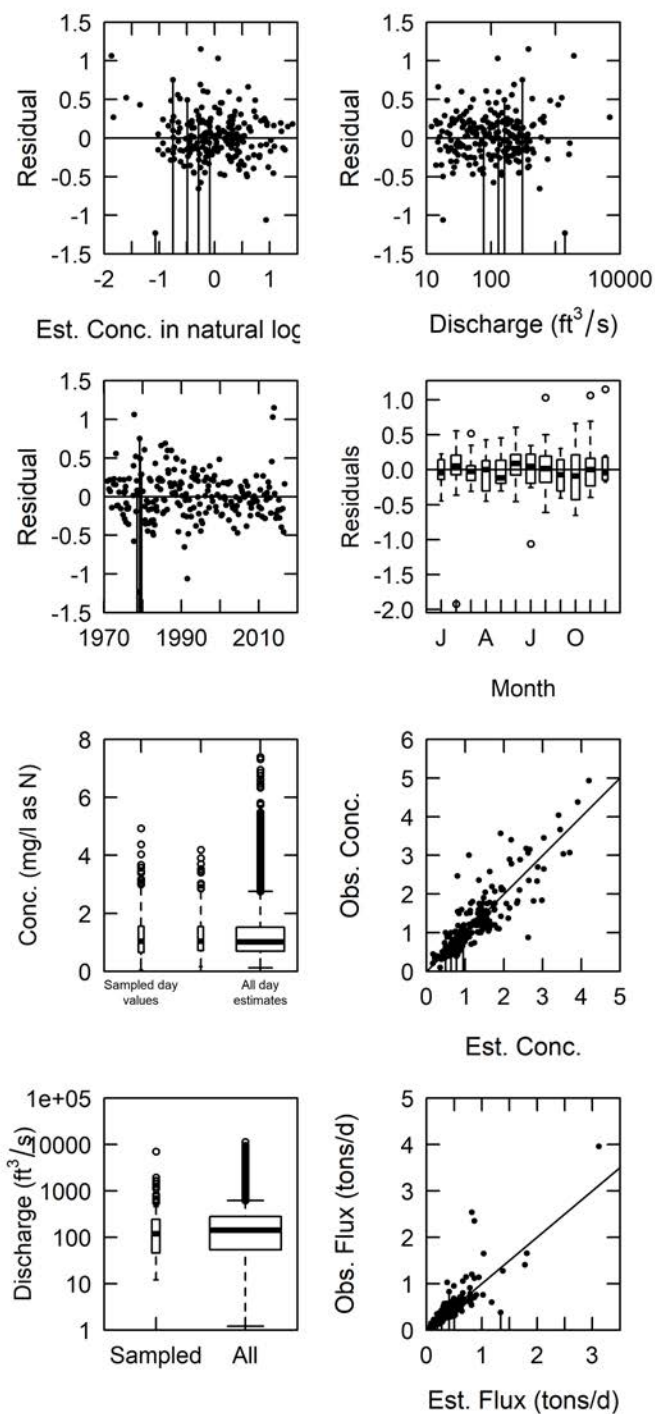 1.5
1
0.5
0
-0.5
-1
-1.5
Residual
-2 -1 0 1
Est. Conc. in natural log
1.5
1
0.5
0
-0.5
-1
-1.5
Residual
10 100 10000
Discharge (ft³/s)
1.5
1
0.5
0
-0.5
-1
-1.5
Residual
1970 1990 2010
1.0
0.5
0.0
-0.5
-1.0
-2.0
Residuals
J A J O
Month
8
6
4
2
0
Conc. (mg/l as N)
Sampled day values
All day estimates
6
5
4
3
2
1
0
Obs. Conc.
0 1 2 3 4 5
Est. Conc.
1e+05
10000
1000
100
10
1
Discharge (ft³/s)
Sampled All
5
4
3
2
1
0
Obs. Flux (tons/d)
0 1 2 3
Est. Flux (tons/d)